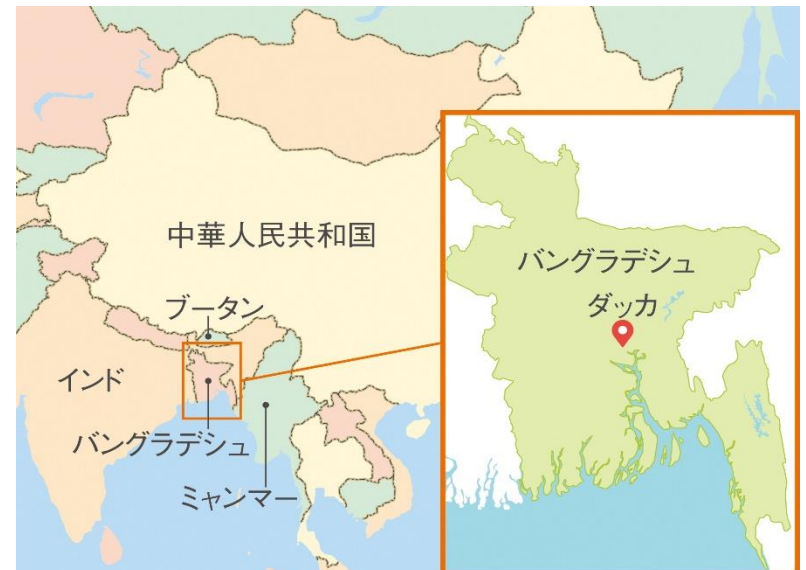 中華人民共和国
ブータン
インド
バングラデシュ
ミャンマー
バングラデシュ
ダッカ